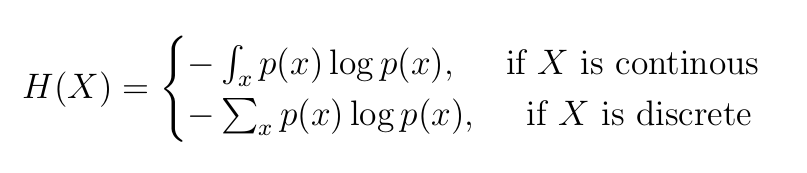 H(X) = { − ∫_x p(x) log p(x), if X is continous
− ∑_x p(x) log p(x), if X is discrete